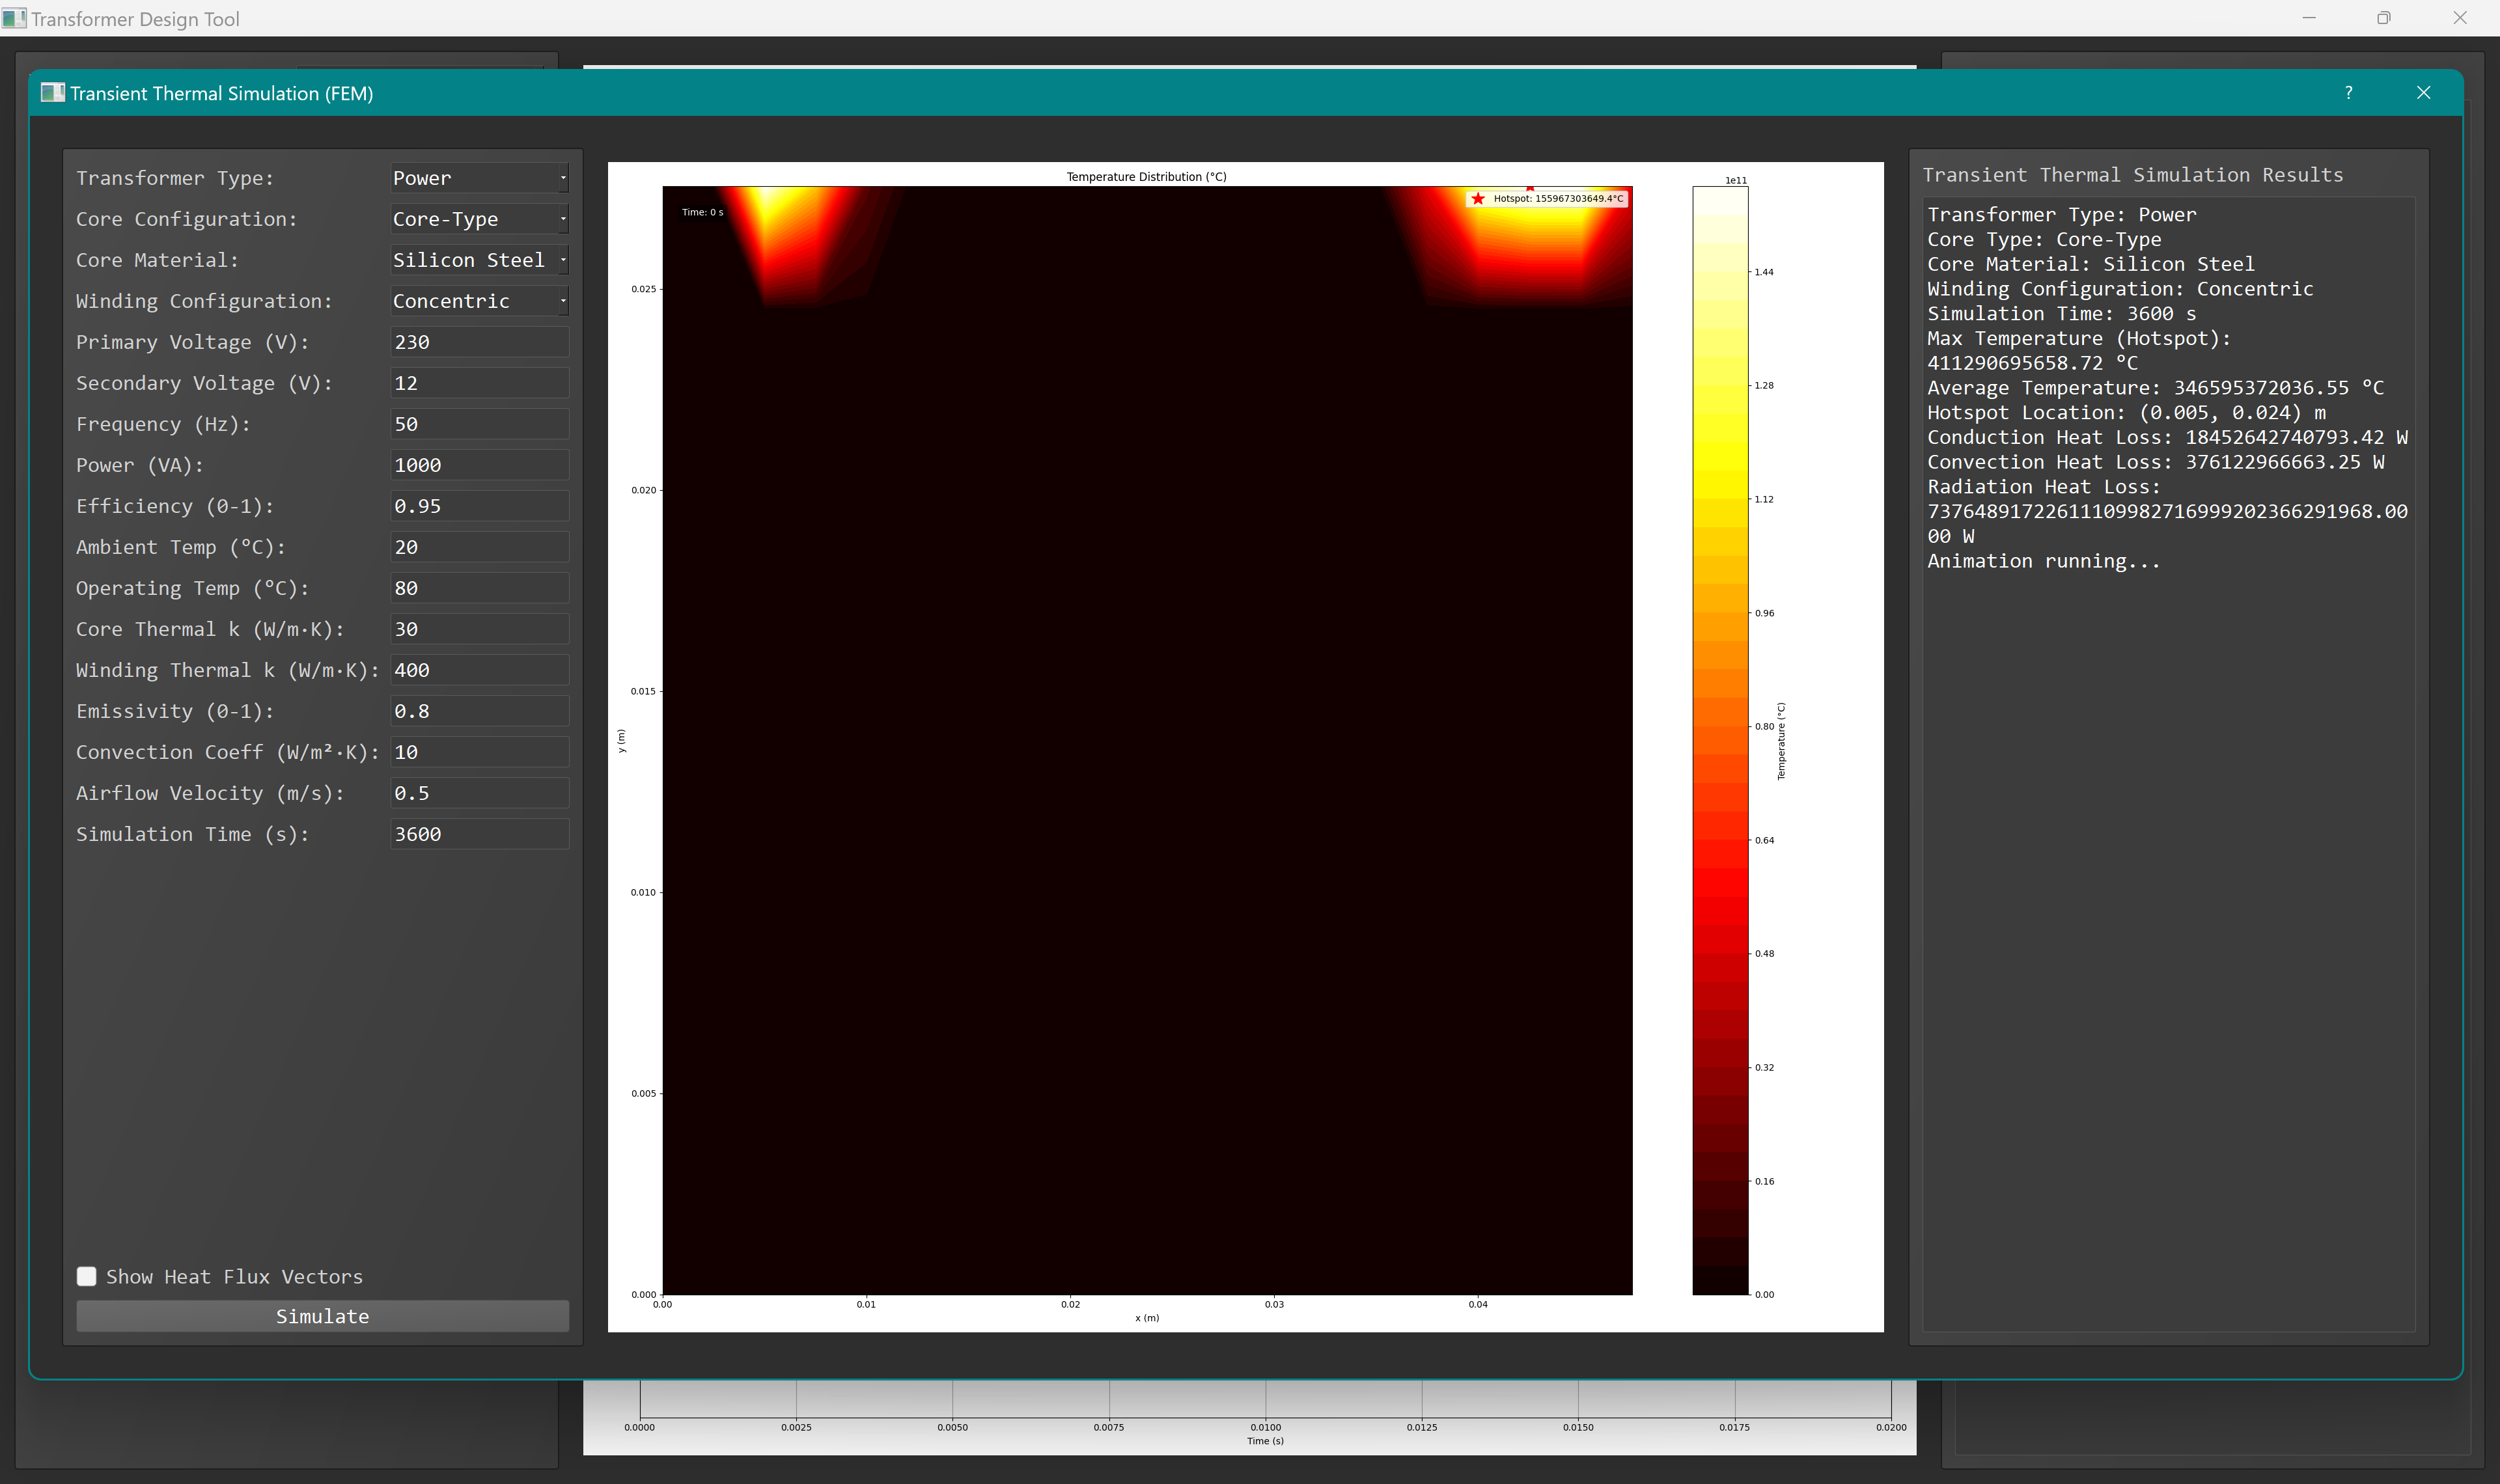 Transformer Design Tool
Transient Thermal Simulation (FEM)
?
Transformer Type: Power
Core Configuration: Core-Type
Core Material: Silicon Steel
Winding Configuration: Concentric
Primary Voltage (V): 230
Secondary Voltage (V): 12
Frequency (Hz): 50
Power (VA): 1000
Efficiency (0-1): 0.95
Ambient Temp (°C): 20
Operating Temp (°C): 80
Core Thermal k (W/m·K): 30
Winding Thermal k (W/m·K): 400
Emissivity (0-1): 0.8
Convection Coeff (W/m²·K): 10
Airflow Velocity (m/s): 0.5
Simulation Time (s): 3600
Show Heat Flux Vectors
Simulate
Temperature Distribution (°C)
Time: 0 s
Hotspot: 155967303649.4°C
0.025
0.020
0.015
0.010
0.005
0.000
y (m)
0.00 0.01 0.02 0.03 0.04
x (m)
1e11
1.44
1.28
1.12
0.96
0.80
0.64
0.48
0.32
0.16
0.00
Temperature (°C)
Transient Thermal Simulation Results
Transformer Type: Power
Core Type: Core-Type
Core Material: Silicon Steel
Winding Configuration: Concentric
Simulation Time: 3600 s
Max Temperature (Hotspot):
411290695658.72 °C
Average Temperature: 346595372036.55 °C
Hotspot Location: (0.005, 0.024) m
Conduction Heat Loss: 18452642740793.42 W
Convection Heat Loss: 376122966663.25 W
Radiation Heat Loss:
73764891722611109982716999202366291968.00
00 W
Animation running...
0.0000 0.0025 0.0050 0.0075 0.0100 0.0125 0.0150 0.0175 0.0200
Time (s)